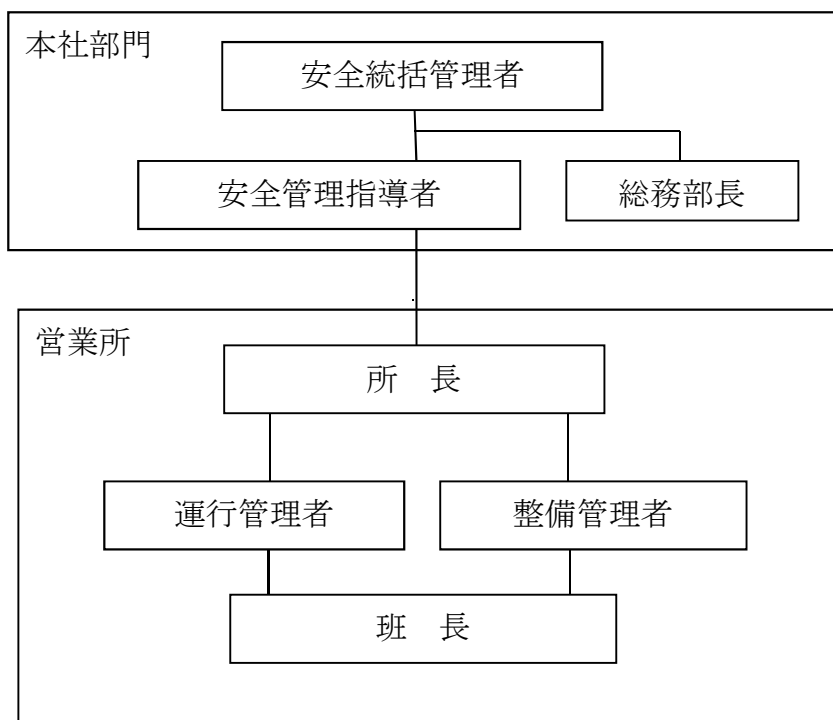 本社部門
安全統括管理者
安全管理指導者
総務部長
営業所
所　長
運行管理者
整備管理者
班　長